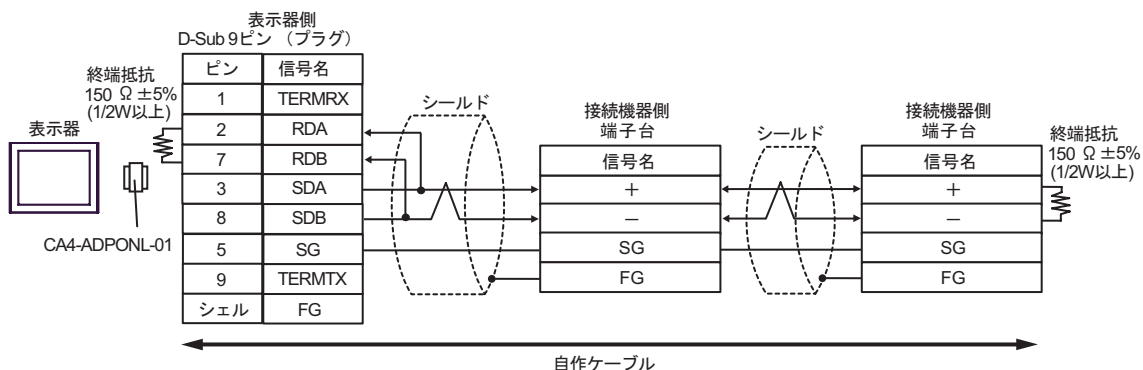 表示器
CA4-ADPONL-01
終端抵抗
150 Ω ±5%
(1/2W以上)
表示器側
D-Sub 9ピン （プラグ）
ピン 信号名
1 TERMRX
2 RDA
7 RDB
3 SDA
8 SDB
5 SG
9 TERMTX
シェル FG
シールド
接続機器側
端子台
信号名
+
－
SG
FG
シールド
接続機器側
端子台
信号名
+
－
SG
FG
終端抵抗
150 Ω ±5%
(1/2W以上)
自作ケーブル